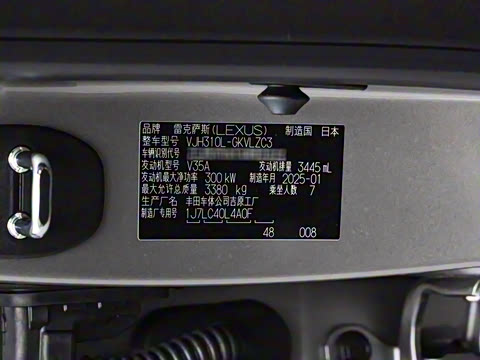 品牌 雷克萨斯(LEXUS) 制造国 日本
整车型号 VJH310L-GKVLZC3
车辆识别代号
发动机型号 V35A 发动机排量 3445 mL
发动机最大净功率 300 kW 制造年月 2025-01
最大允许总质量 3380 kg 乘坐人数 7
生产厂名 丰田车体公司吉原工厂
制造厂专用号 1J7LC40L4A0F
48 008